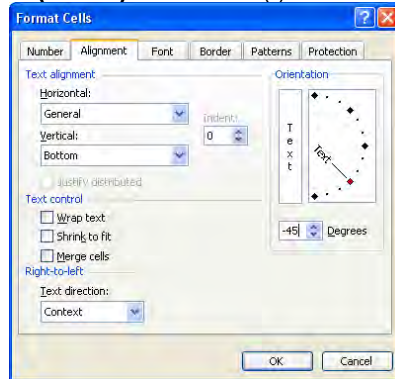 Format Cells
Number Alignment Font Border Patterns Protection
Text alignment
Horizontal:
General
Indent:
Vertical:
0
Bottom
Justify distributed
Text control
Wrap text
Shrink to fit
Merge cells
Right-to-left
Text direction:
Context
Orientation
Text
Text
-45 Degrees
OK Cancel